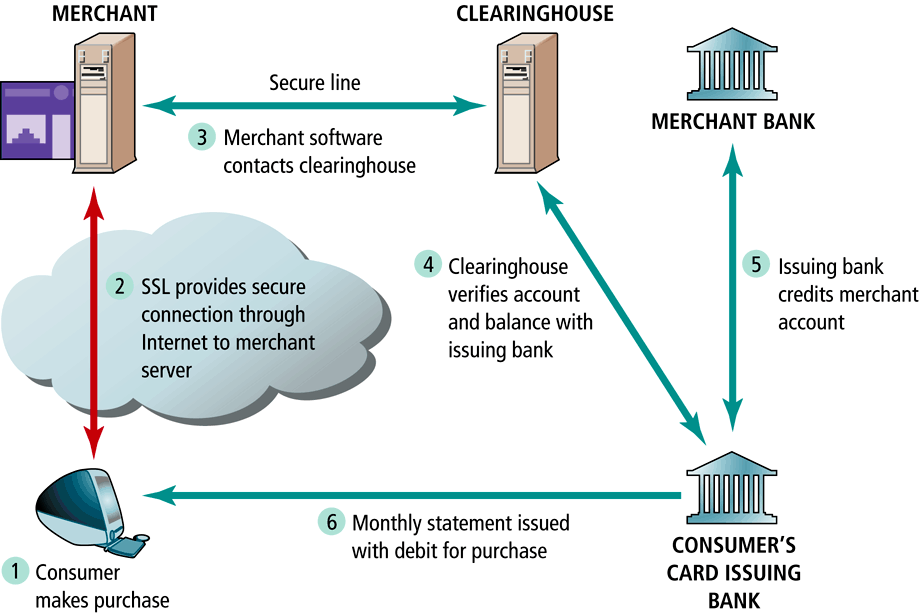 MERCHANT
CLEARINGHOUSE
MERCHANT BANK
Secure line
3 Merchant software
contacts clearinghouse
2 SSL provides secure
connection through
Internet to merchant
server
4 Clearinghouse
verifies account
and balance with
issuing bank
5 Issuing bank
credits merchant
account
1 Consumer
makes purchase
6 Monthly statement issued
with debit for purchase
CONSUMER'S
CARD ISSUING
BANK